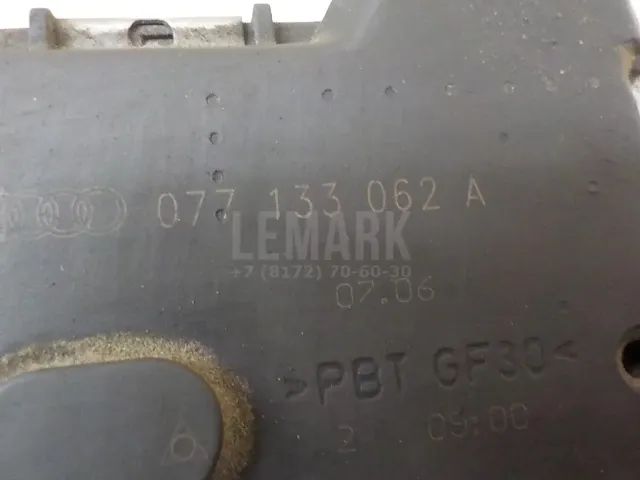 077 133 062 A
LEMARK
+7 (8172) 70-60-30
07.06
>PBT GF30<
2 09:00